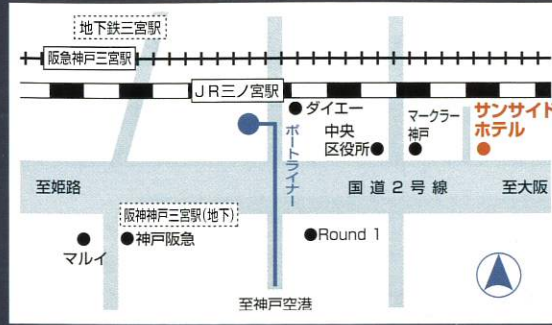 地下鉄三宮駅
阪急神戸三宮駅
JR三ノ宮駅
ダイエー
ポートライナー
中央
区役所
マークラー
神戸
サンサイド
ホテル
至姫路
国道2号線
至大阪
阪神神戸三宮駅(地下)
神戸阪急
マルイ
Round 1
至神戸空港